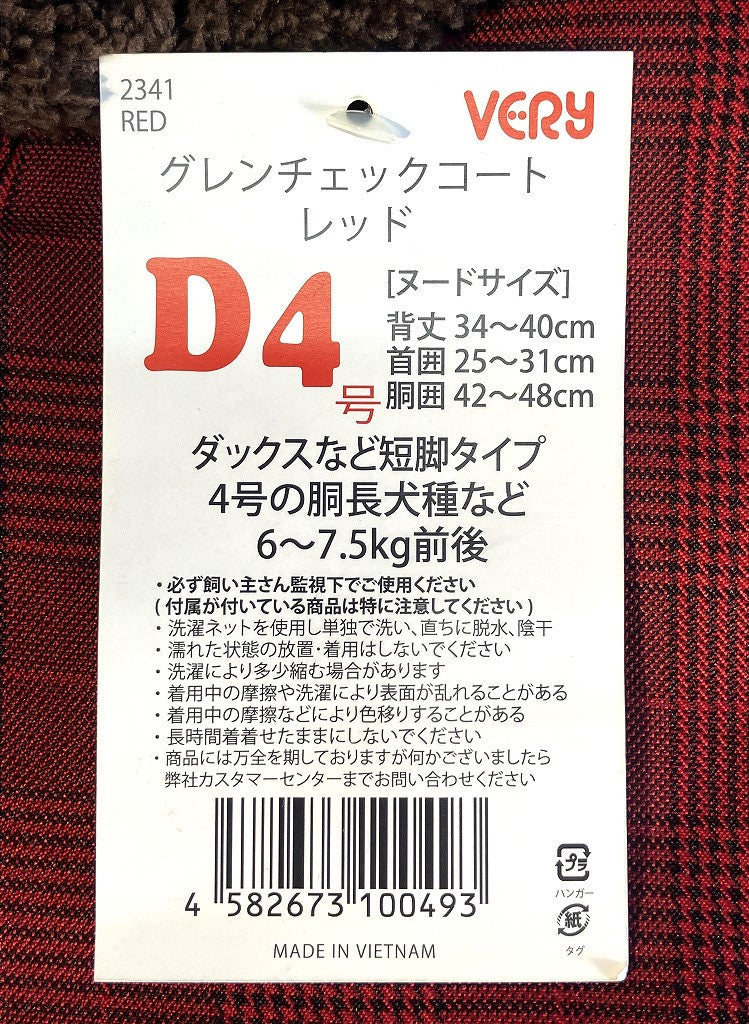 2341
RED
VERY
グレンチェックコート
レッド
D4号
[ヌードサイズ]
背丈 34～40cm
首囲 25～31cm
胴囲 42～48cm
ダックスなど短脚タイプ
4号の胴長犬種など
6～7.5kg前後
・必ず飼い主さん監視下でご使用ください
( 付属が付いている商品は特に注意してください )
・洗濯ネットを使用し単独で洗い、直ちに脱水、陰干
・濡れた状態の放置・着用はしないでください
・洗濯により多少縮む場合があります
・着用中の摩擦や洗濯により表面が乱れることがある
・着用中の摩擦などにより色移りすることがある
・長時間着着せたままにしないでください
・商品には万全を期しておりますが何かございましたら
弊社カスタマーセンターまでお問い合わせください
4 582673 100493
プラ
ハンガー
紙
タグ
MADE IN VIETNAM